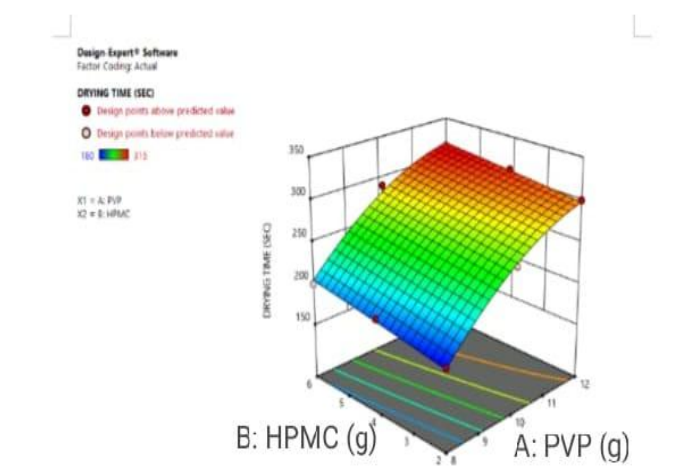 Design-Expert® Software
Factor Coding: Actual
DRYING TIME (SEC)
Design points above predicted value
Design points below predicted value
180 315
X1 = A: PVP
X2 = B: HPMC
350
300
250
200
150
DRYING TIME (SEC)
6
5
4
3
2
8
9
10
11
12
B: HPMC (g)
A: PVP (g)